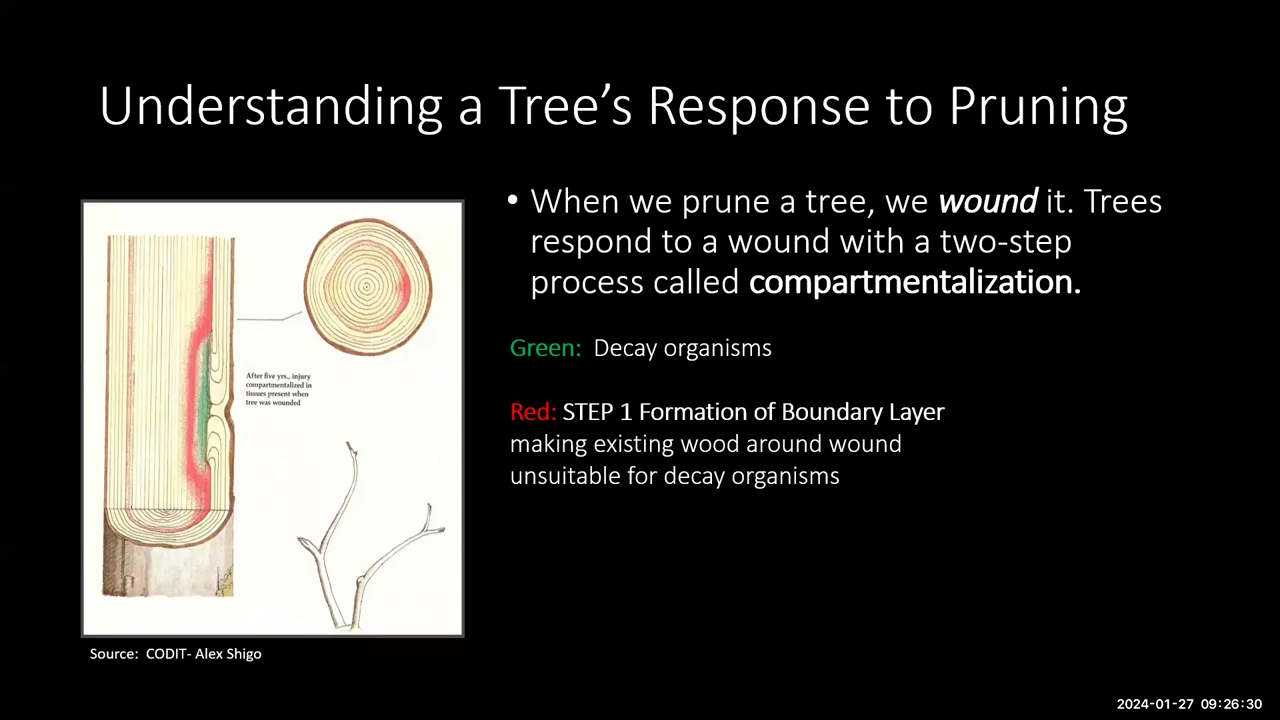 Understanding a Tree's Response to Pruning
• When we prune a tree, we wound it. Trees
respond to a wound with a two-step
process called compartmentalization.
Green: Decay organisms
Red: STEP 1 Formation of Boundary Layer
making existing wood around wound
unsuitable for decay organisms
After five yrs., injury
compartmentalized in
tissues present when
tree was wounded
Source: CODIT- Alex Shigo
2024-01-27 09:26:30